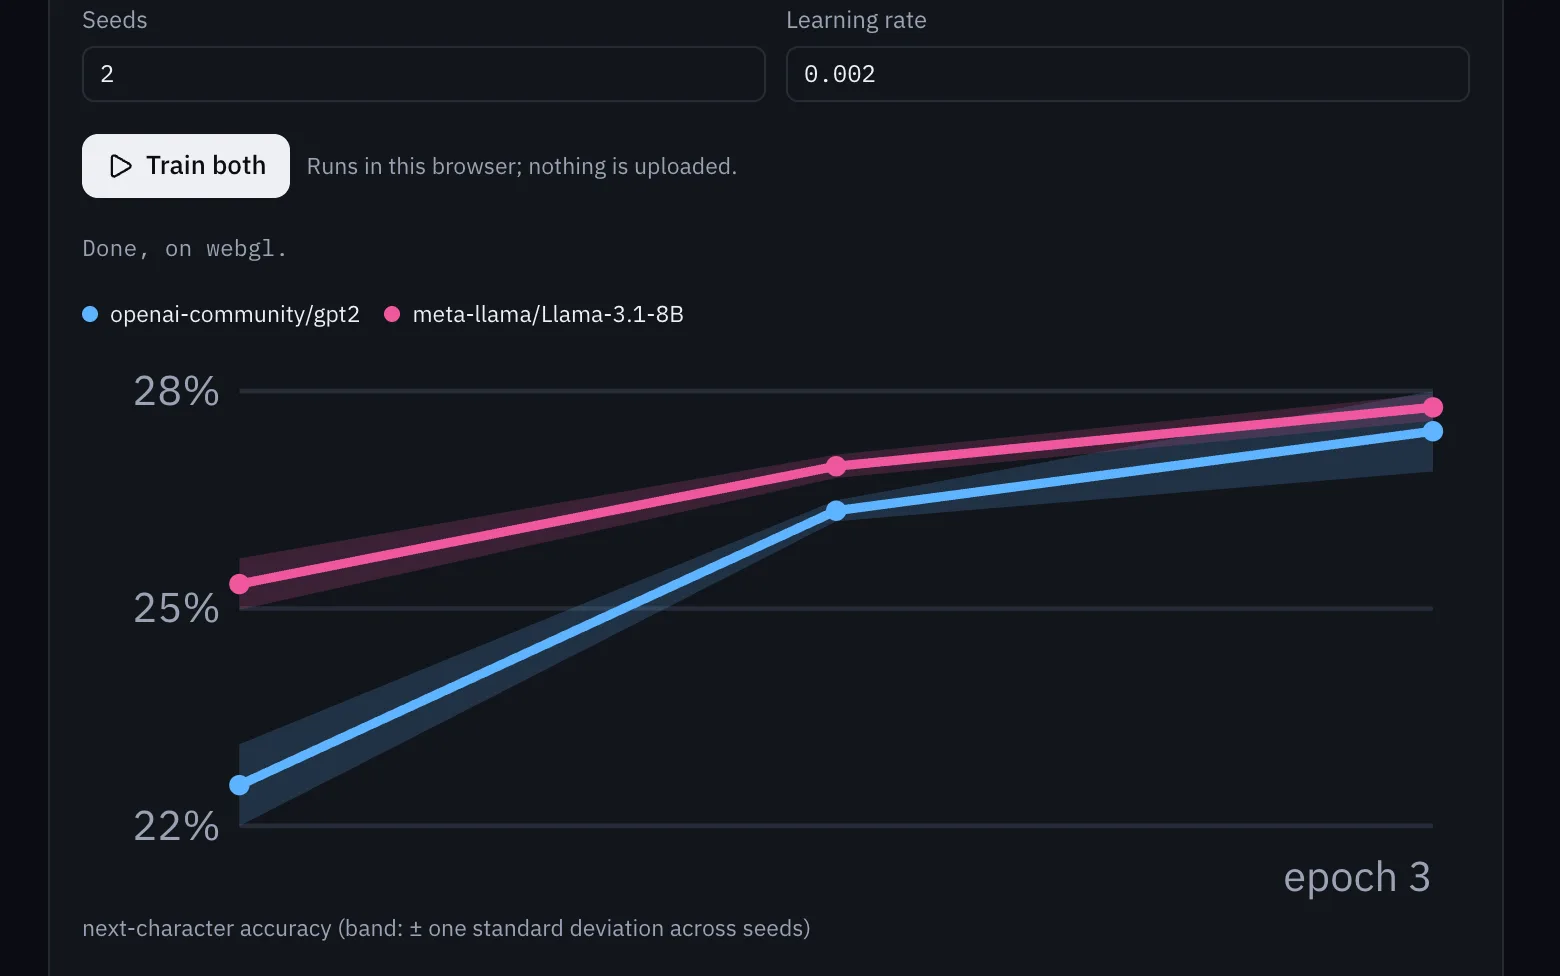 Seeds
Learning rate
2
0.002
Train both
Runs in this browser; nothing is uploaded.
Done, on webgl.
openai-community/gpt2
meta-llama/Llama-3.1-8B
28%
25%
22%
epoch 3
next-character accuracy (band: ± one standard deviation across seeds)